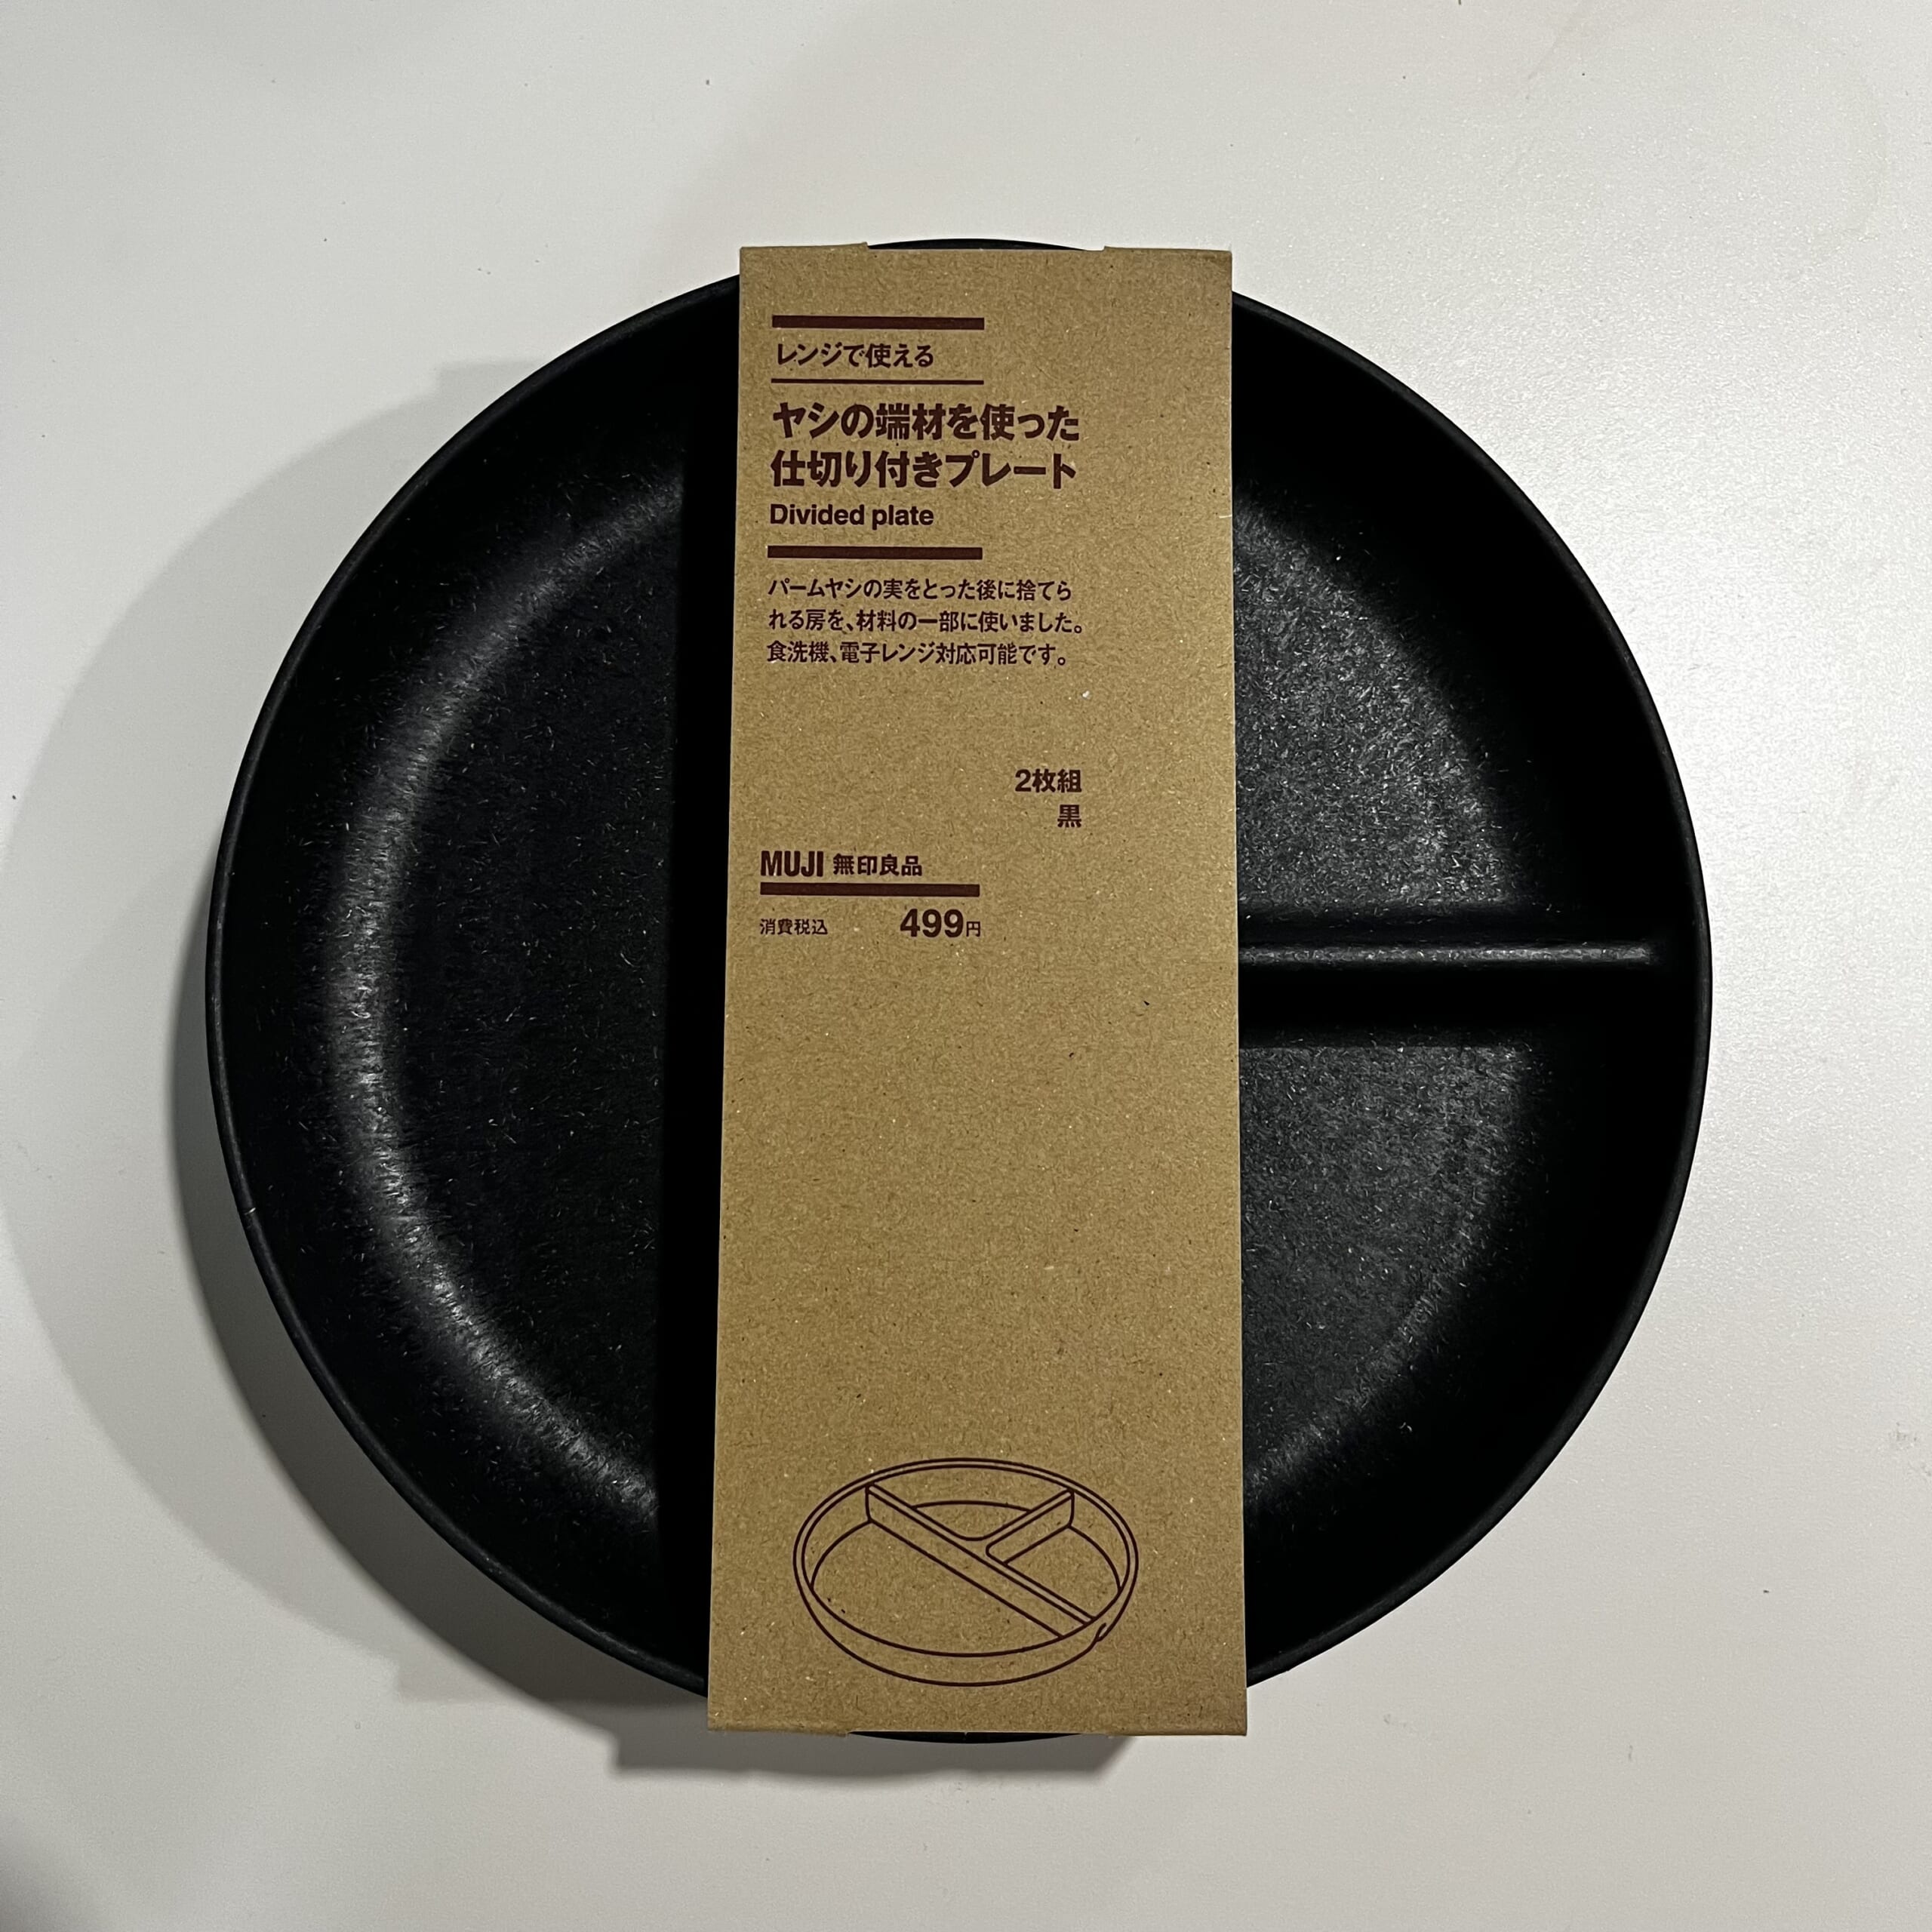 レンジで使える
ヤシの端材を使った
仕切り付きプレート
Divided plate
パームヤシの実をとった後に捨てら
れる房を、材料の一部に使いました。
食洗機、電子レンジ対応可能です。
2枚組
黒
MUJI 無印良品
消費税込 499円